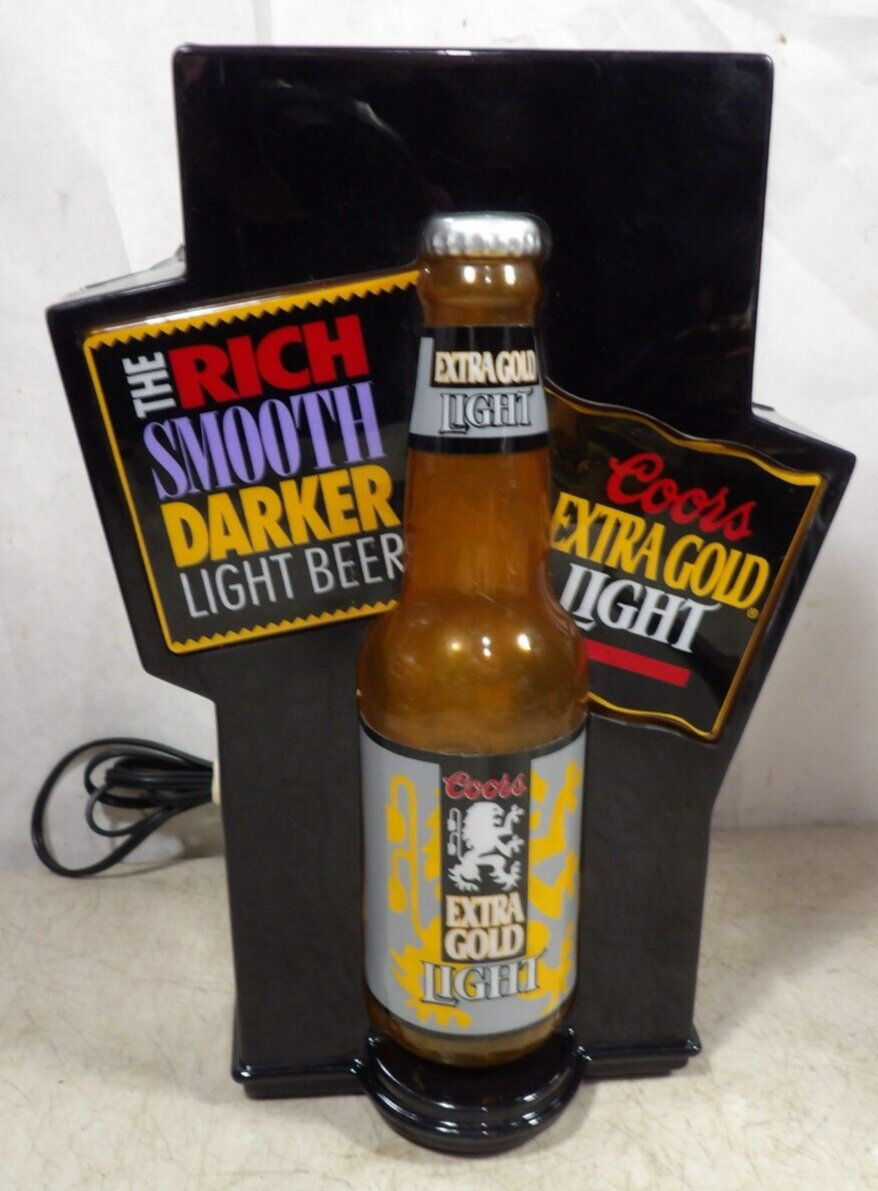 THE RICH
SMOOTH
DARKER
LIGHT BEER
EXTRA GOLD
LIGHT
Coors
EXTRA GOLD
LIGHT
Coors
EXTRA
GOLD
LIGHT